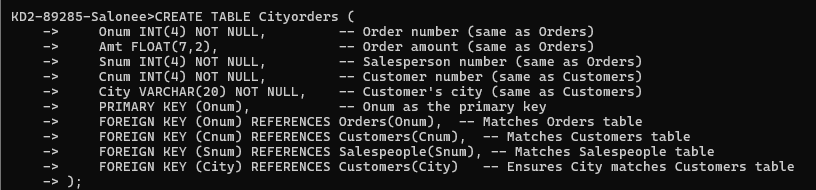 KD2-89285-Salonee>CREATE TABLE Cityorders (
-> Onum INT(4) NOT NULL, -- Order number (same as Orders)
-> Amt FLOAT(7,2), -- Order amount (same as Orders)
-> Snum INT(4) NOT NULL, -- Salesperson number (same as Orders)
-> Cnum INT(4) NOT NULL, -- Customer number (same as Customers)
-> City VARCHAR(20) NOT NULL, -- Customer's city (same as Customers)
-> PRIMARY KEY (Onum), -- Onum as the primary key
-> FOREIGN KEY (Onum) REFERENCES Orders(Onum), -- Matches Orders table
-> FOREIGN KEY (Cnum) REFERENCES Customers(Cnum), -- Matches Customers table
-> FOREIGN KEY (Snum) REFERENCES Salespeople(Snum), -- Matches Salespeople table
-> FOREIGN KEY (City) REFERENCES Customers(City) -- Ensures City matches Customers table
-> );